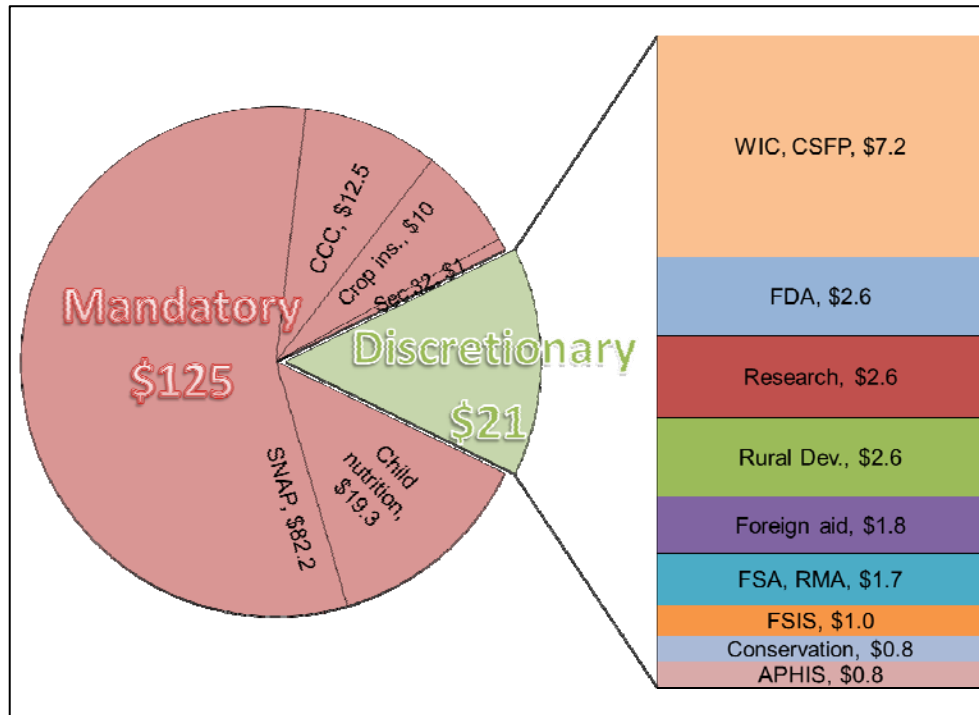 Mandatory
$125
CCC, $12.5
Crop ins., $10
Sec 32, $1
Discretionary
$21
Child
nutrition,
$19.3
SNAP, $82.2
WIC, CSFP, $7.2
FDA, $2.6
Research, $2.6
Rural Dev., $2.6
Foreign aid, $1.8
FSA, RMA, $1.7
FSIS, $1.0
Conservation, $0.8
APHIS, $0.8